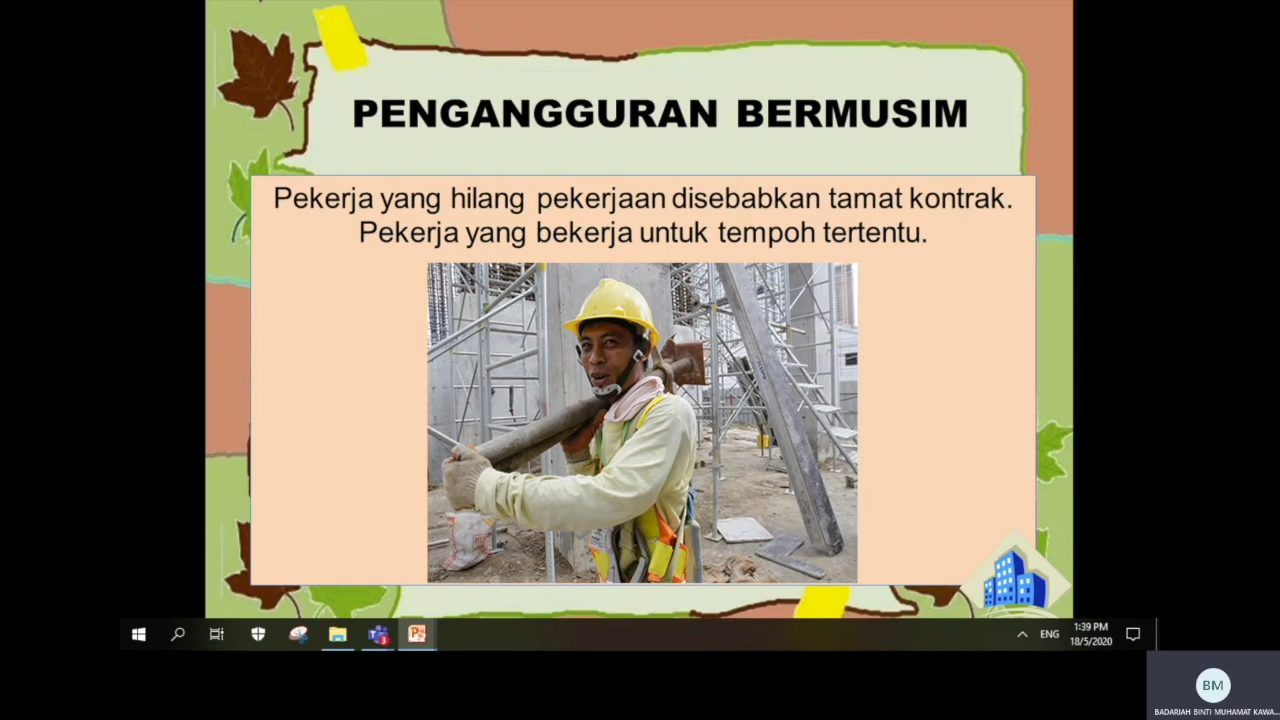 PENGANGGURAN BERMUSIM
Pekerja yang hilang pekerjaan disebabkan tamat kontrak.
Pekerja yang bekerja untuk tempoh tertentu.
ENG
1:39 PM
18/5/2020
3
BM
BADARIAH BINTI MUHAMAT KAWA...